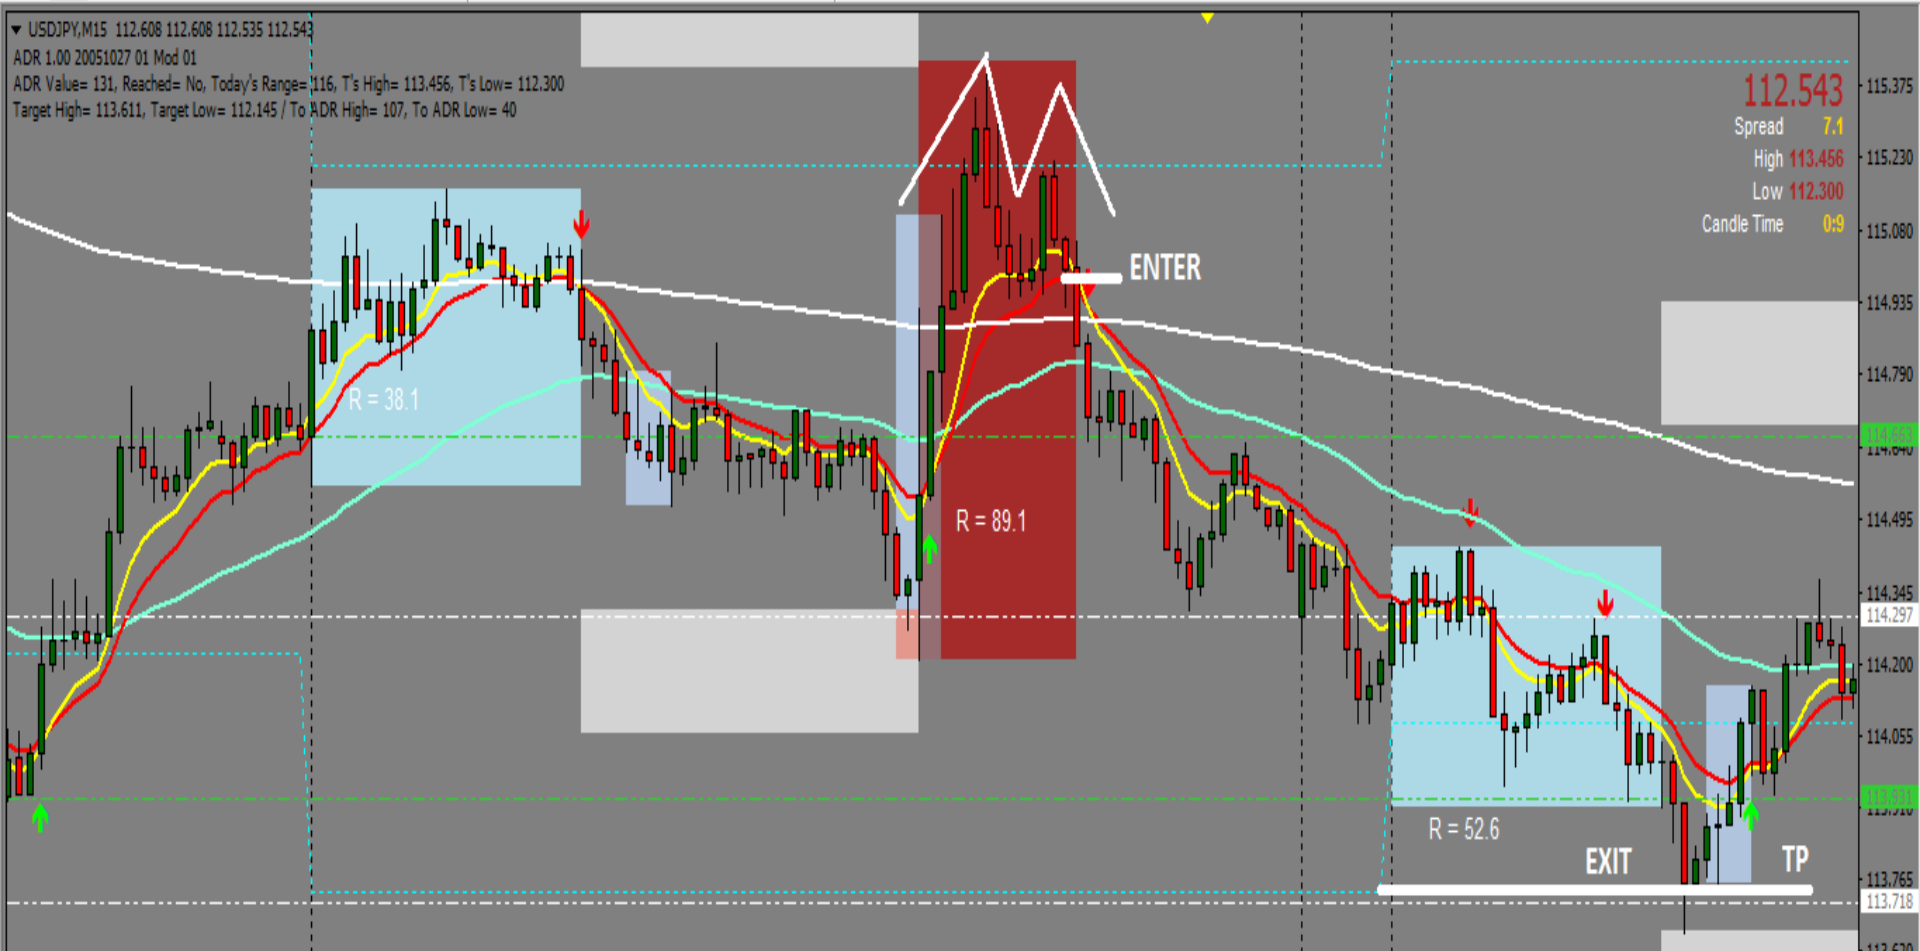 USDJPY,M15 112.608 112.608 112.535 112.543
ADR 1.00 20051027 01 Mod 01
ADR Value= 131, Reached= No, Today's Range= 116, T's High= 113.456, T's Low= 112.300
Target High= 113.611, Target Low= 112.145 / To ADR High= 107, To ADR Low= 40
112.543
Spread 7.1
High 113.456
Low 112.300
Candle Time 0:9
ENTER
R = 38.1
R = 89.1
R = 52.6
EXIT
TP
115.375
115.230
115.080
114.935
114.790
114.640
114.495
114.345
114.297
114.200
114.055
113.765
113.718